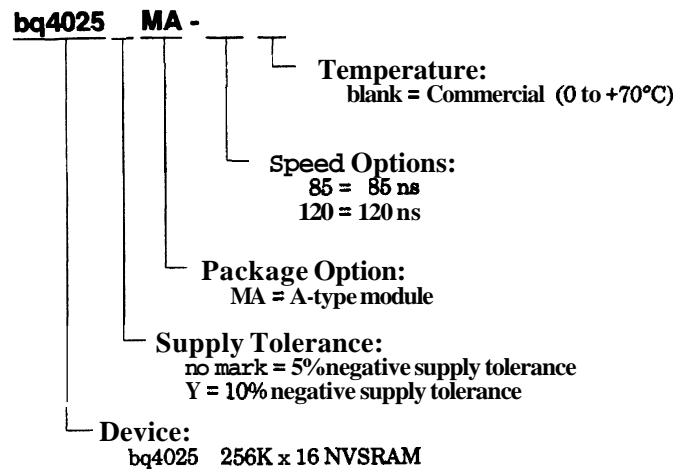 bq4025 MA -
Temperature:
blank = Commercial (0 to +70°C)
Speed Options:
85 = 85 ns
120 = 120 ns
Package Option:
MA = A-type module
Supply Tolerance:
no mark = 5% negative supply tolerance
Y = 10% negative supply tolerance
Device:
bq4025 256K x 16 NVSRAM